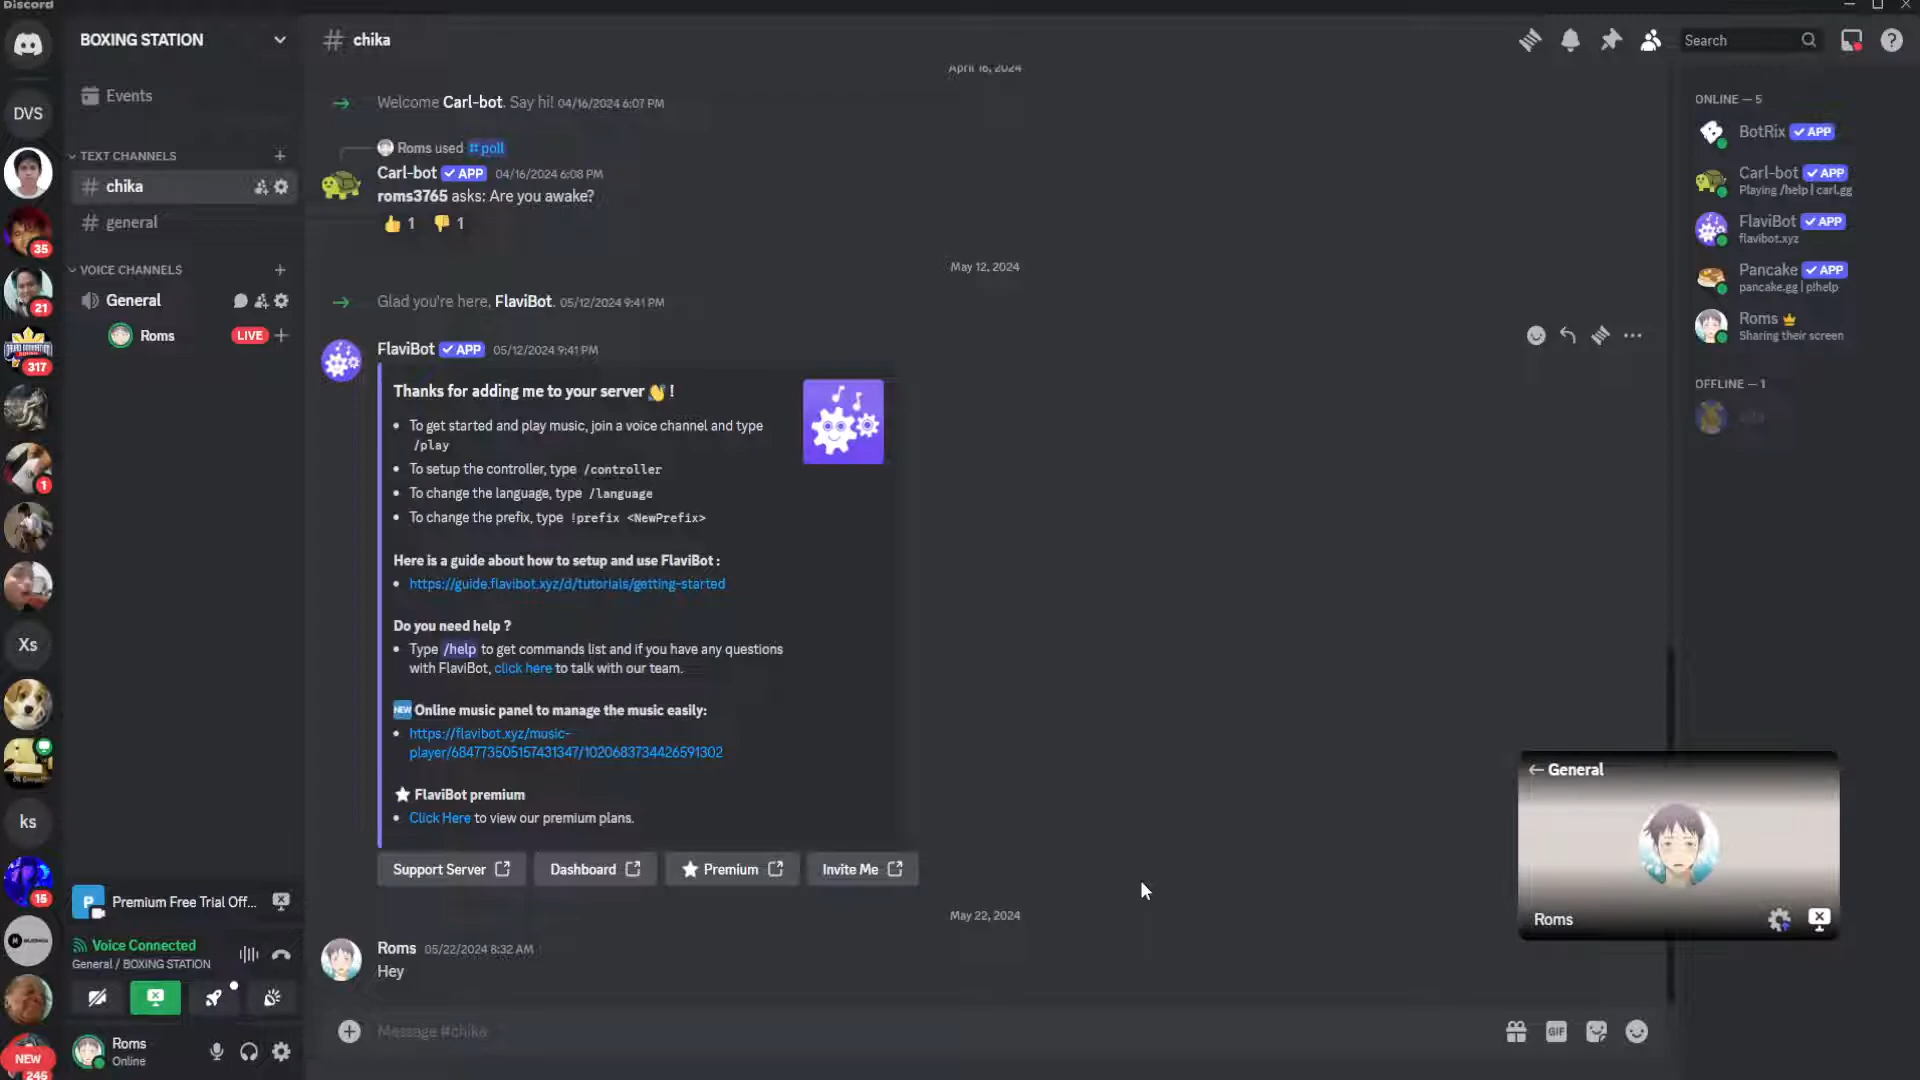 Discord
BOXING STATION
Events
TEXT CHANNELS
chika
general
VOICE CHANNELS
General
Roms LIVE
DVS
35
21
317
1
Xs
ks
15
NEW
245
Premium Free Trial Off...
Voice Connected
General / BOXING STATION
Roms
Online
# chika
Search
April 16, 2024
Welcome Carl-bot. Say hi! 04/16/2024 6:07 PM
Roms used #poll
Carl-bot ✓ APP 04/16/2024 6:08 PM
roms3765 asks: Are you awake?
👍 1 👎 1
May 12, 2024
Glad you're here, FlaviBot. 05/12/2024 9:41 PM
FlaviBot ✓ APP 05/12/2024 9:41 PM
Thanks for adding me to your server 👋 !
• To get started and play music, join a voice channel and type
/play
• To setup the controller, type /controller
• To change the language, type /language
• To change the prefix, type !prefix <NewPrefix>
Here is a guide about how to setup and use FlaviBot :
• https://guide.flavibot.xyz/d/tutorials/getting-started
Do you need help ?
• Type /help to get commands list and if you have any questions
with FlaviBot, click here to talk with our team.
NEW Online music panel to manage the music easily:
• https://flavibot.xyz/music-
player/684773505157431347/1020683734426591302
★ FlaviBot premium
• Click Here to view our premium plans.
Support Server
Dashboard
★ Premium
Invite Me
May 22, 2024
Roms 05/22/2024 8:32 AM
Hey
Message #chika
GIF
ONLINE — 5
BotRix ✓ APP
Carl-bot ✓ APP
Playing /help | carl.gg
FlaviBot ✓ APP
flavibot.xyz
Pancake ✓ APP
pancake.gg | p!help
Roms
Sharing their screen
OFFLINE — 1
← General
Roms